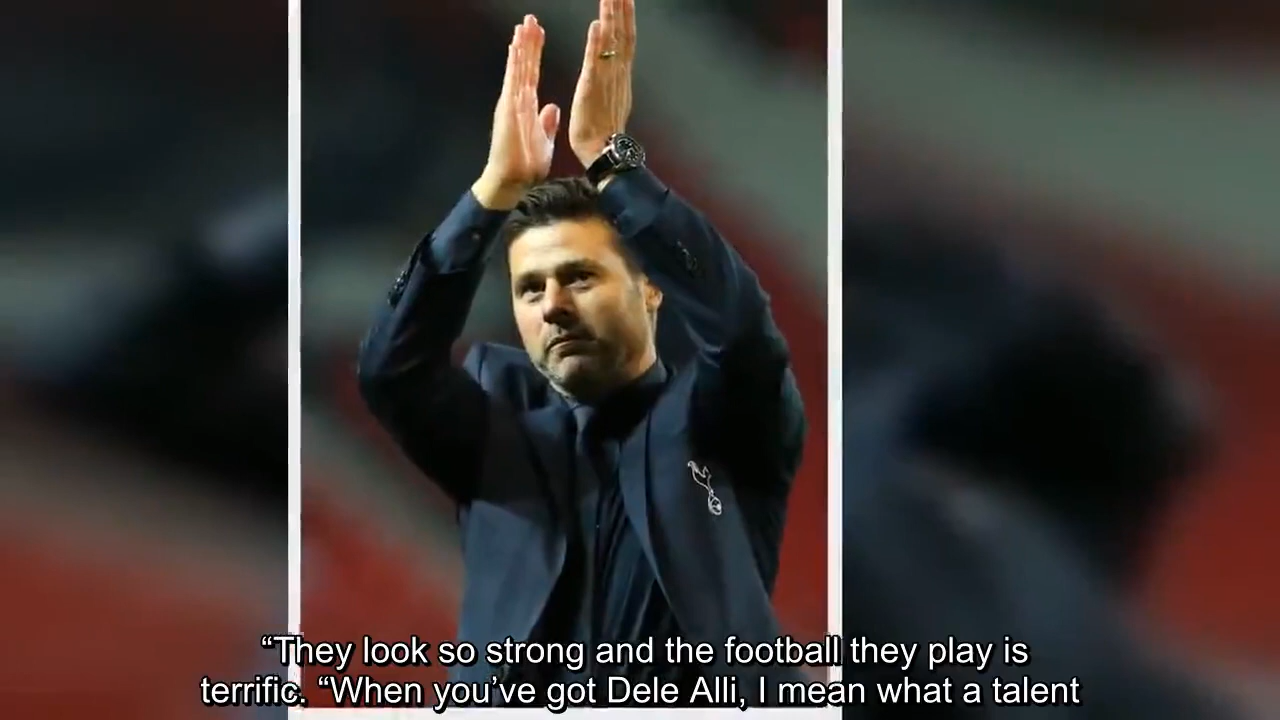 “They look so strong and the football they play is
terrific. “When you’ve got Dele Alli, I mean what a talent